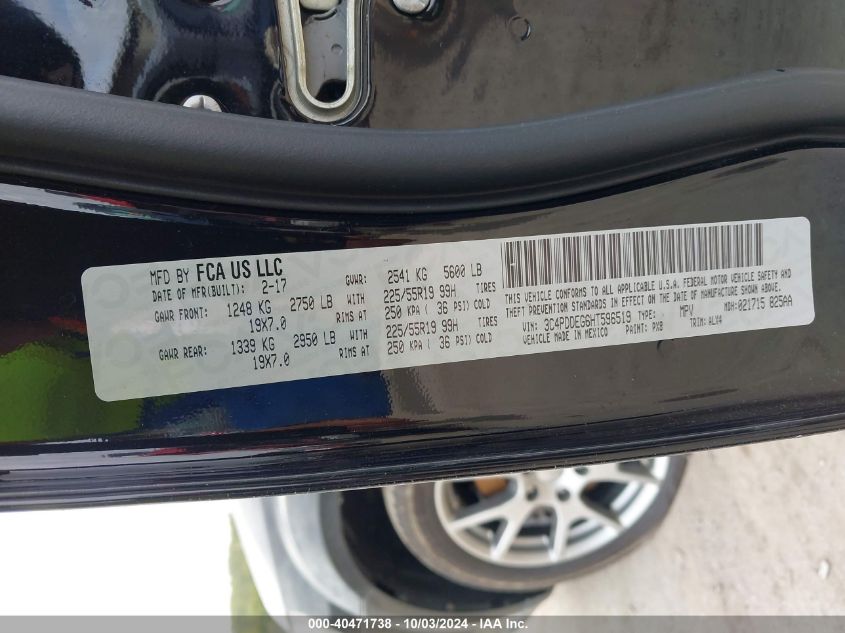 MFD BY FCA US LLC
DATE OF MFR(BUILT): 2-17
GVWR: 2541 KG 5600 LB
GAWR FRONT: 1248 KG 2750 LB WITH 225/55R19 99H TIRES
19X7.0 RIMS AT 250 KPA ( 36 PSI) COLD
GAWR REAR: 1339 KG 2950 LB WITH 225/55R19 99H TIRES
19X7.0 RIMS AT 250 KPA ( 36 PSI) COLD
THIS VEHICLE CONFORMS TO ALL APPLICABLE U.S.A. FEDERAL MOTOR VEHICLE SAFETY AND
THEFT PREVENTION STANDARDS IN EFFECT ON THE DATE OF MANUFACTURE SHOWN ABOVE.
VIN: 3C4PDDEG6HT596519 TYPE: MPV MDH: 021715 825AA
VEHICLE MADE IN MEXICO PAINT: PX8 TRIM: ALX4
000-40471738 - 10/03/2024 - IAA Inc.